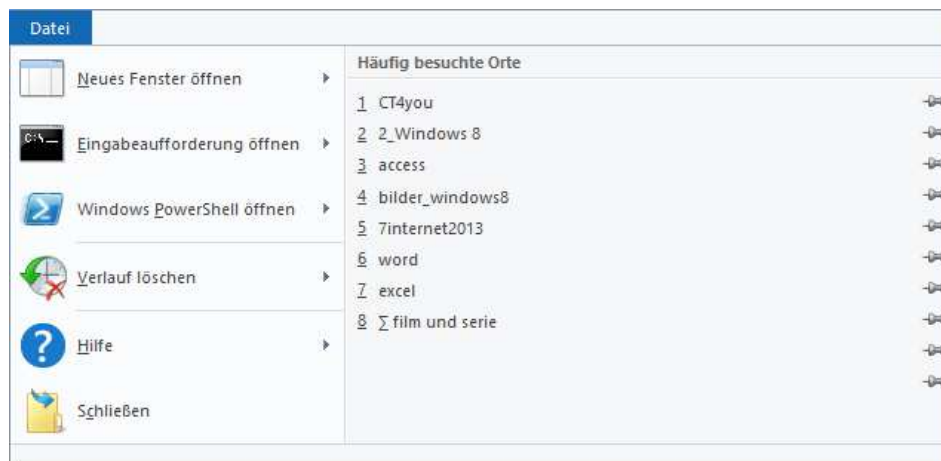 Datei
Neues Fenster öffnen
C:\_
Eingabeaufforderung öffnen
Windows PowerShell öffnen
Verlauf löschen
Hilfe
Schließen
Häufig besuchte Orte
1 CT4you
2 2_Windows 8
3 access
4 bilder_windows8
5 7internet2013
6 word
7 excel
8 ∑ film und serie